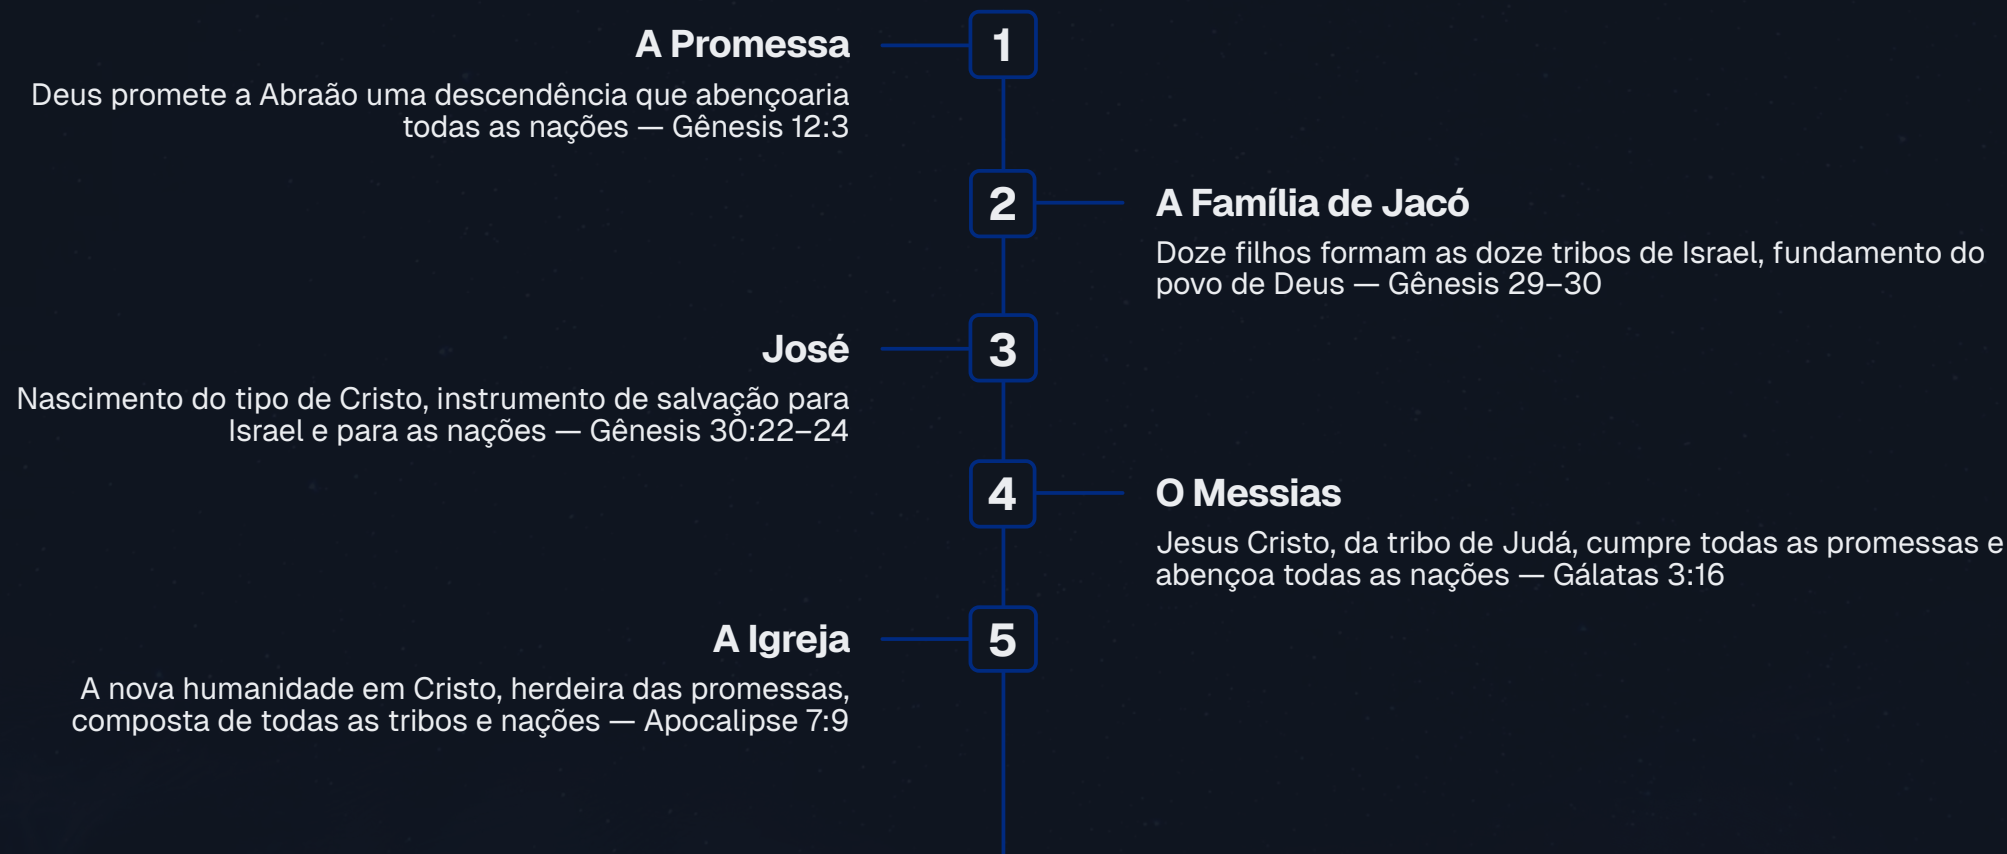 A Promessa
1
Deus promete a Abraão uma descendência que abençoaria
todas as nações — Gênesis 12:3
2
A Família de Jacó
Doze filhos formam as doze tribos de Israel, fundamento do
povo de Deus — Gênesis 29–30
José
3
Nascimento do tipo de Cristo, instrumento de salvação para
Israel e para as nações — Gênesis 30:22–24
4
O Messias
Jesus Cristo, da tribo de Judá, cumpre todas as promessas e
abençoa todas as nações — Gálatas 3:16
A Igreja
5
A nova humanidade em Cristo, herdeira das promessas,
composta de todas as tribos e nações — Apocalipse 7:9